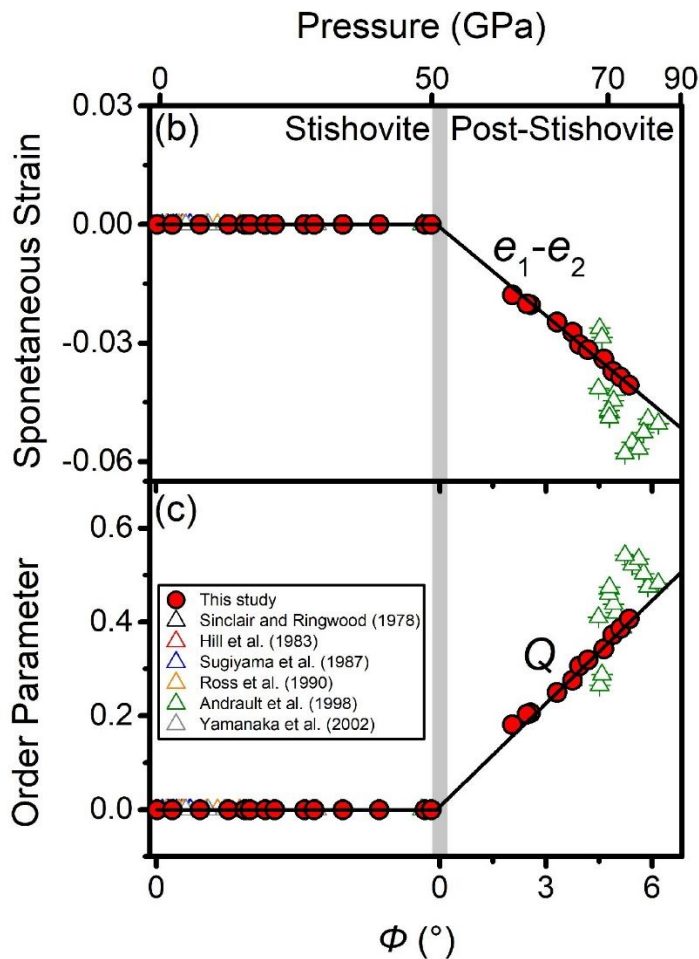 Pressure (GPa)
0 50 70 90
0.03
(b) Stishovite Post-Stishovite
0.00
e1-e2
-0.03
-0.06
Sponetaneous Strain
(c)
0.6
This study
Sinclair and Ringwood (1978)
Hill et al. (1983)
Sugiyama et al. (1987)
Ross et al. (1990)
Andrault et al. (1998)
Yamanaka et al. (2002)
0.4
Q
0.2
0.0
Order Parameter
0 0 3 6
Φ (°)